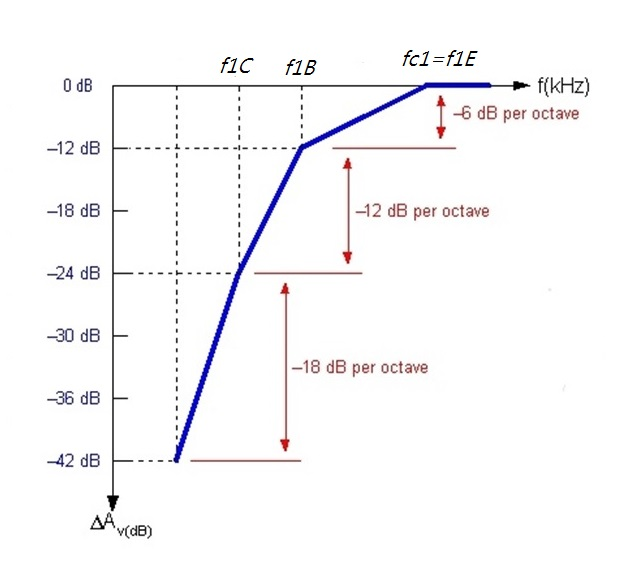 f1C f1B fc1=f1E
0 dB
f(kHz)
–6 dB per octave
–12 dB
–18 dB
–12 dB per octave
–24 dB
–30 dB
–18 dB per octave
–36 dB
–42 dB
ΔAv(dB)